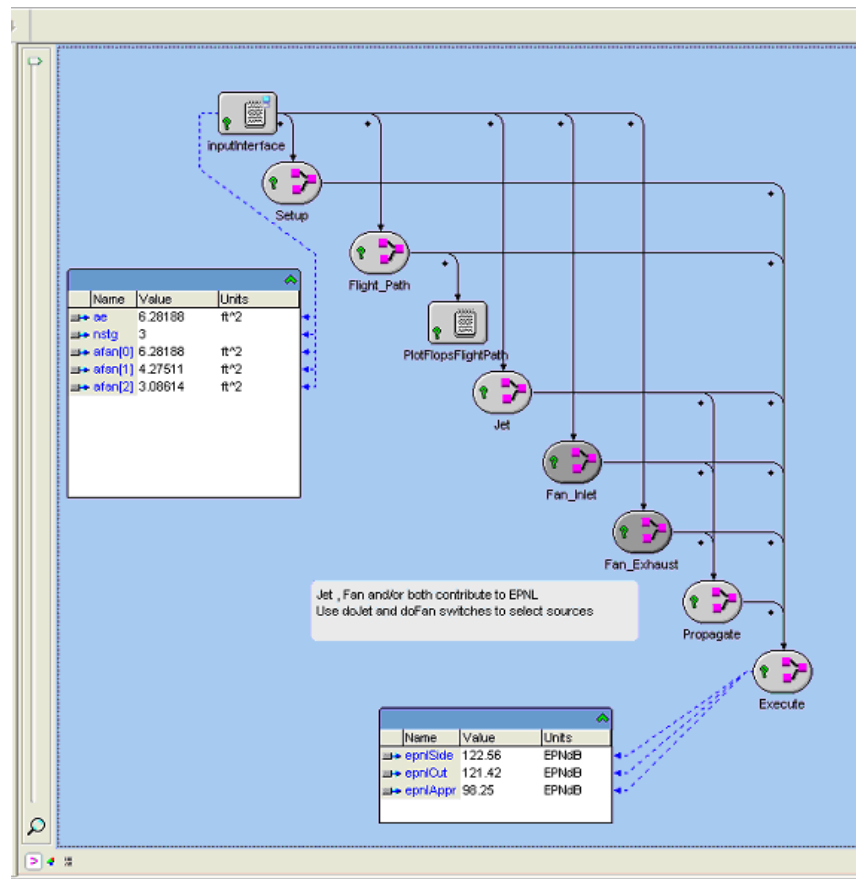 inputInterface
Setup
Flight_Path
Name Value Units
ae 6.28188 ft^2
nstg 3
afan[0] 6.28188 ft^2
afan[1] 4.27511 ft^2
afan[2] 3.08614 ft^2
PlotFlopsFlightPath
Jet
Fan_Inlet
Fan_Exhaust
Jet , Fan and/or both contribute to EPNL
Use doJet and doFan switches to select sources
Propagate
Execute
Name Value Units
epnlSide 122.56 EPNdB
epnlCut 121.42 EPNdB
epnlAppr 98.25 EPNdB